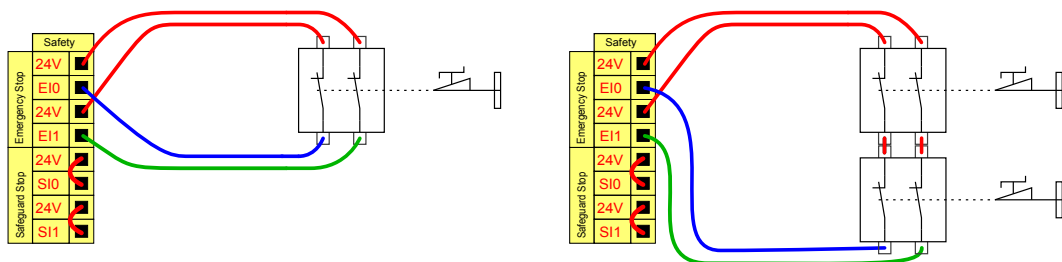 Safety
Emergency Stop
24V
EI0
24V
EI1
Safeguard Stop
24V
SI0
24V
SI1
Safety
Emergency Stop
24V
EI0
24V
EI1
Safeguard Stop
24V
SI0
24V
SI1